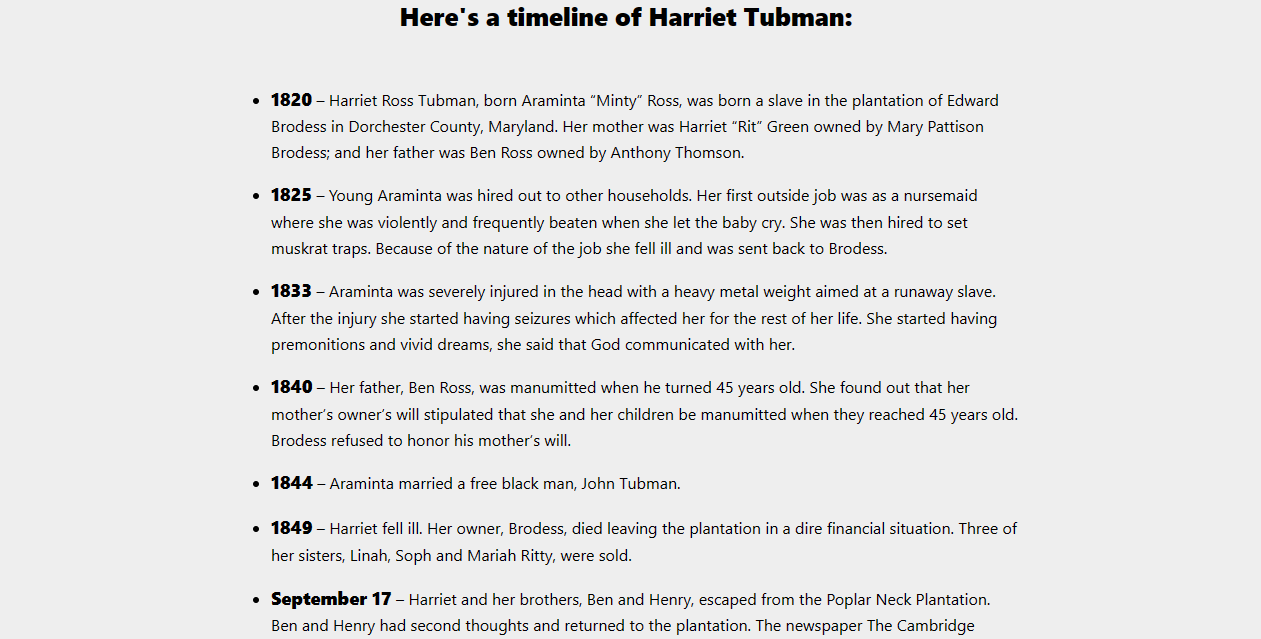 Here's a timeline of Harriet Tubman:
• 1820 – Harriet Ross Tubman, born Araminta “Minty” Ross, was born a slave in the plantation of Edward
Brodess in Dorchester County, Maryland. Her mother was Harriet “Rit” Green owned by Mary Pattison
Brodess; and her father was Ben Ross owned by Anthony Thomson.
• 1825 – Young Araminta was hired out to other households. Her first outside job was as a nursemaid
where she was violently and frequently beaten when she let the baby cry. She was then hired to set
muskrat traps. Because of the nature of the job she fell ill and was sent back to Brodess.
• 1833 – Araminta was severely injured in the head with a heavy metal weight aimed at a runaway slave.
After the injury she started having seizures which affected her for the rest of her life. She started having
premonitions and vivid dreams, she said that God communicated with her.
• 1840 – Her father, Ben Ross, was manumitted when he turned 45 years old. She found out that her
mother’s owner’s will stipulated that she and her children be manumitted when they reached 45 years old.
Brodess refused to honor his mother’s will.
• 1844 – Araminta married a free black man, John Tubman.
• 1849 – Harriet fell ill. Her owner, Brodess, died leaving the plantation in a dire financial situation. Three of
her sisters, Linah, Soph and Mariah Ritty, were sold.
• September 17 – Harriet and her brothers, Ben and Henry, escaped from the Poplar Neck Plantation.
Ben and Henry had second thoughts and returned to the plantation. The newspaper The Cambridge